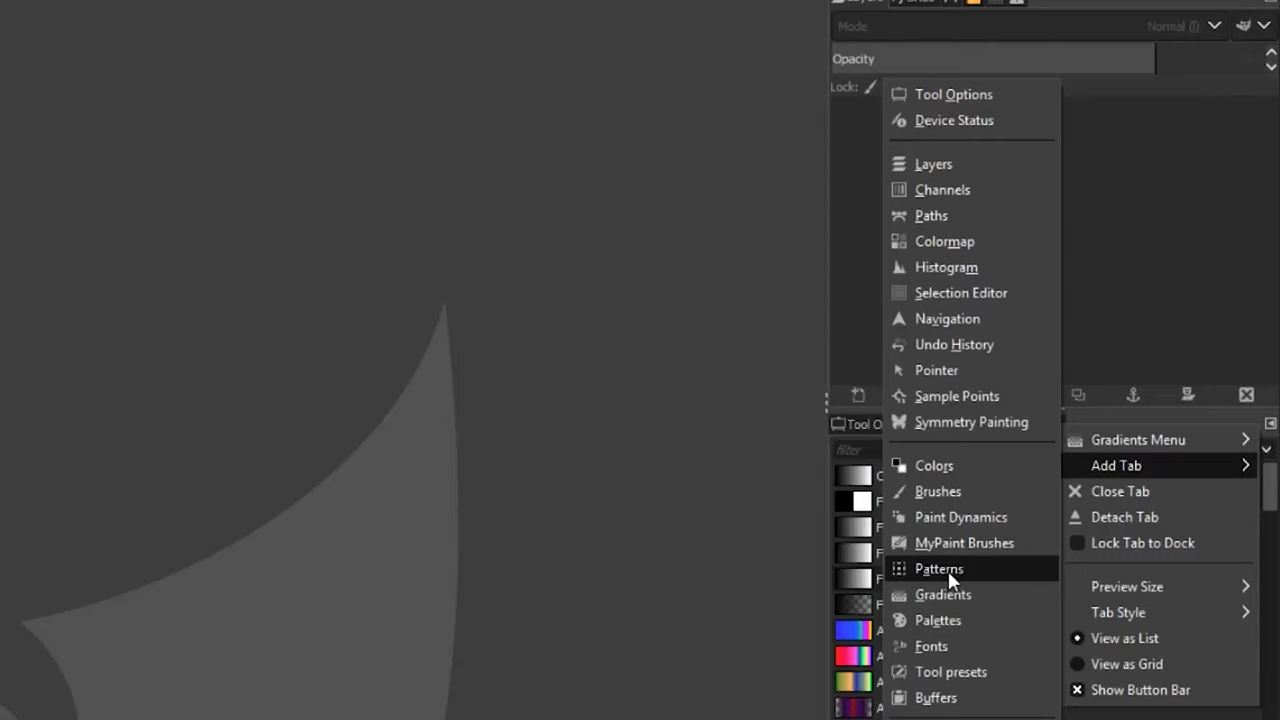 Layers
Mode
Normal (l)
Opacity
Lock:
Tool Options
Device Status
Layers
Channels
Paths
Colormap
Histogram
Selection Editor
Navigation
Undo History
Pointer
Sample Points
Symmetry Painting
Colors
Brushes
Paint Dynamics
MyPaint Brushes
Patterns
Gradients
Palettes
Fonts
Tool presets
Buffers
Tool O
filter
Gradients Menu
Add Tab
Close Tab
Detach Tab
Lock Tab to Dock
Preview Size
Tab Style
View as List
View as Grid
Show Button Bar